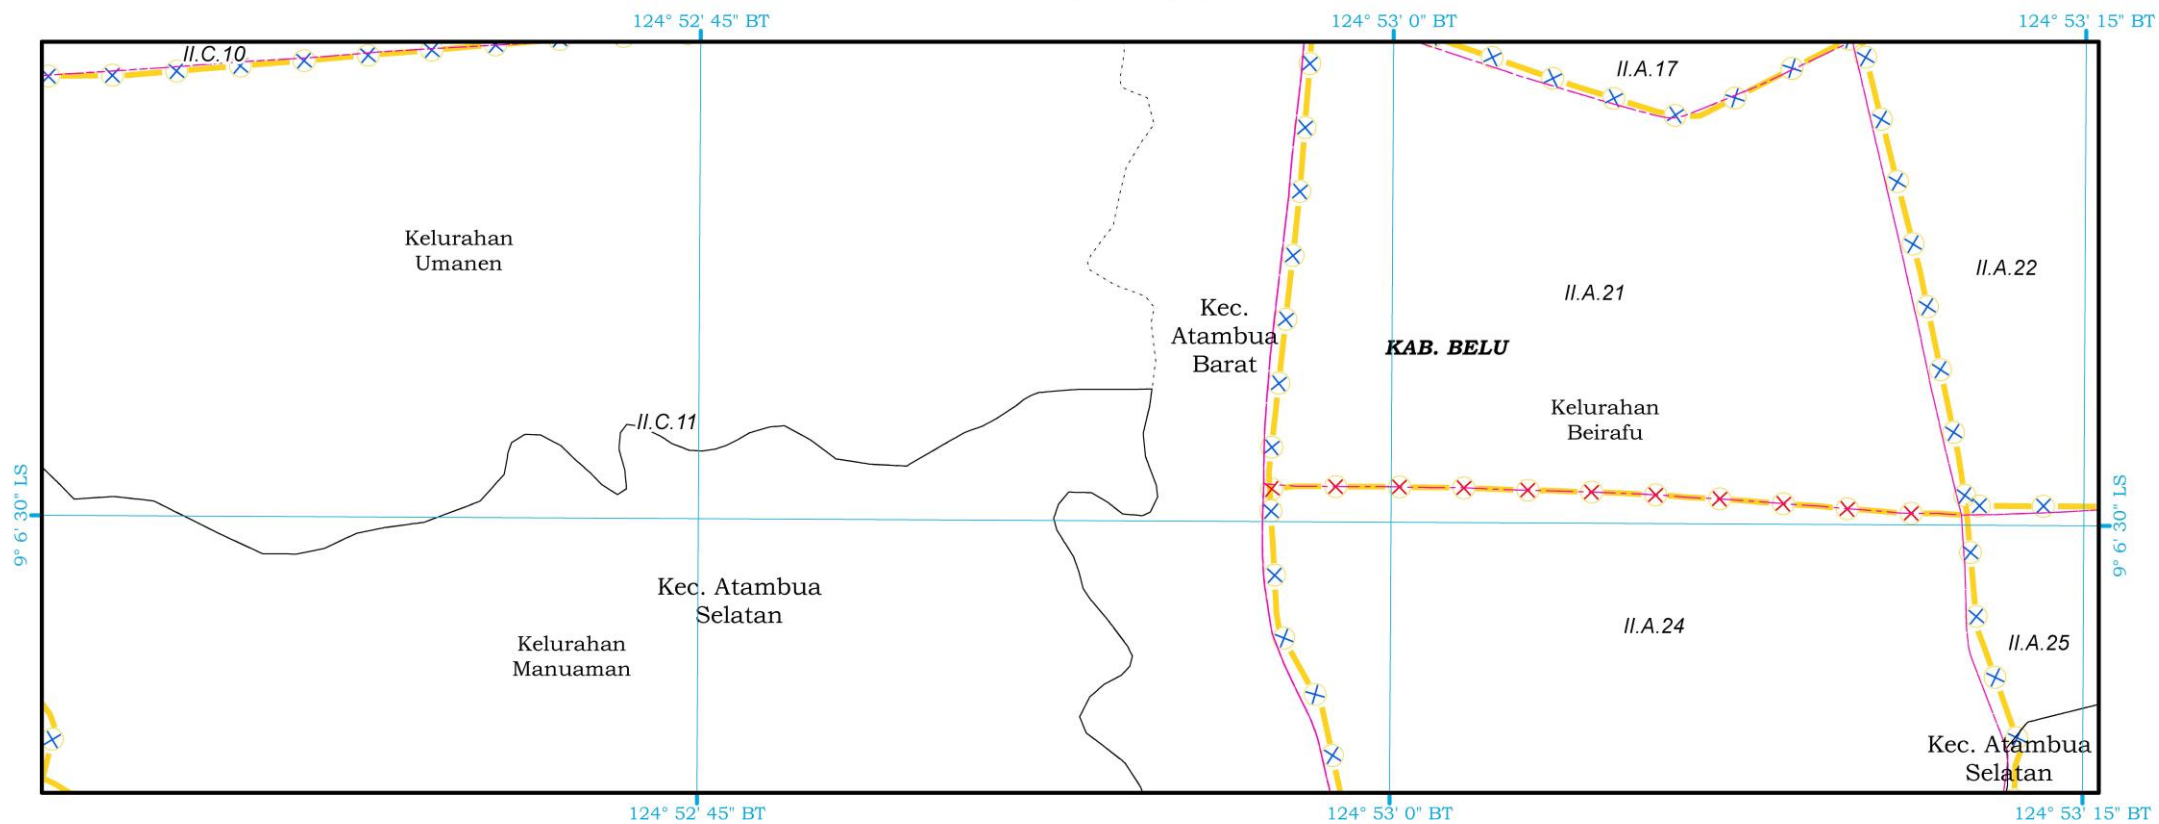 124° 52' 45" BT
124° 53' 0" BT
124° 53' 15" BT
II.C.10
II.A.17
Kelurahan
Umanen
II.A.22
II.A.21
Kec.
Atambua
Barat
KAB. BELU
Kelurahan
Beirafu
II.C.11
9° 6' 30" LS
9° 6' 30" LS
Kec. Atambua
Selatan
II.A.24
Kelurahan
Manuaman
II.A.25
Kec. Atambua
Selatan
124° 52' 45" BT
124° 53' 0" BT
124° 53' 15" BT